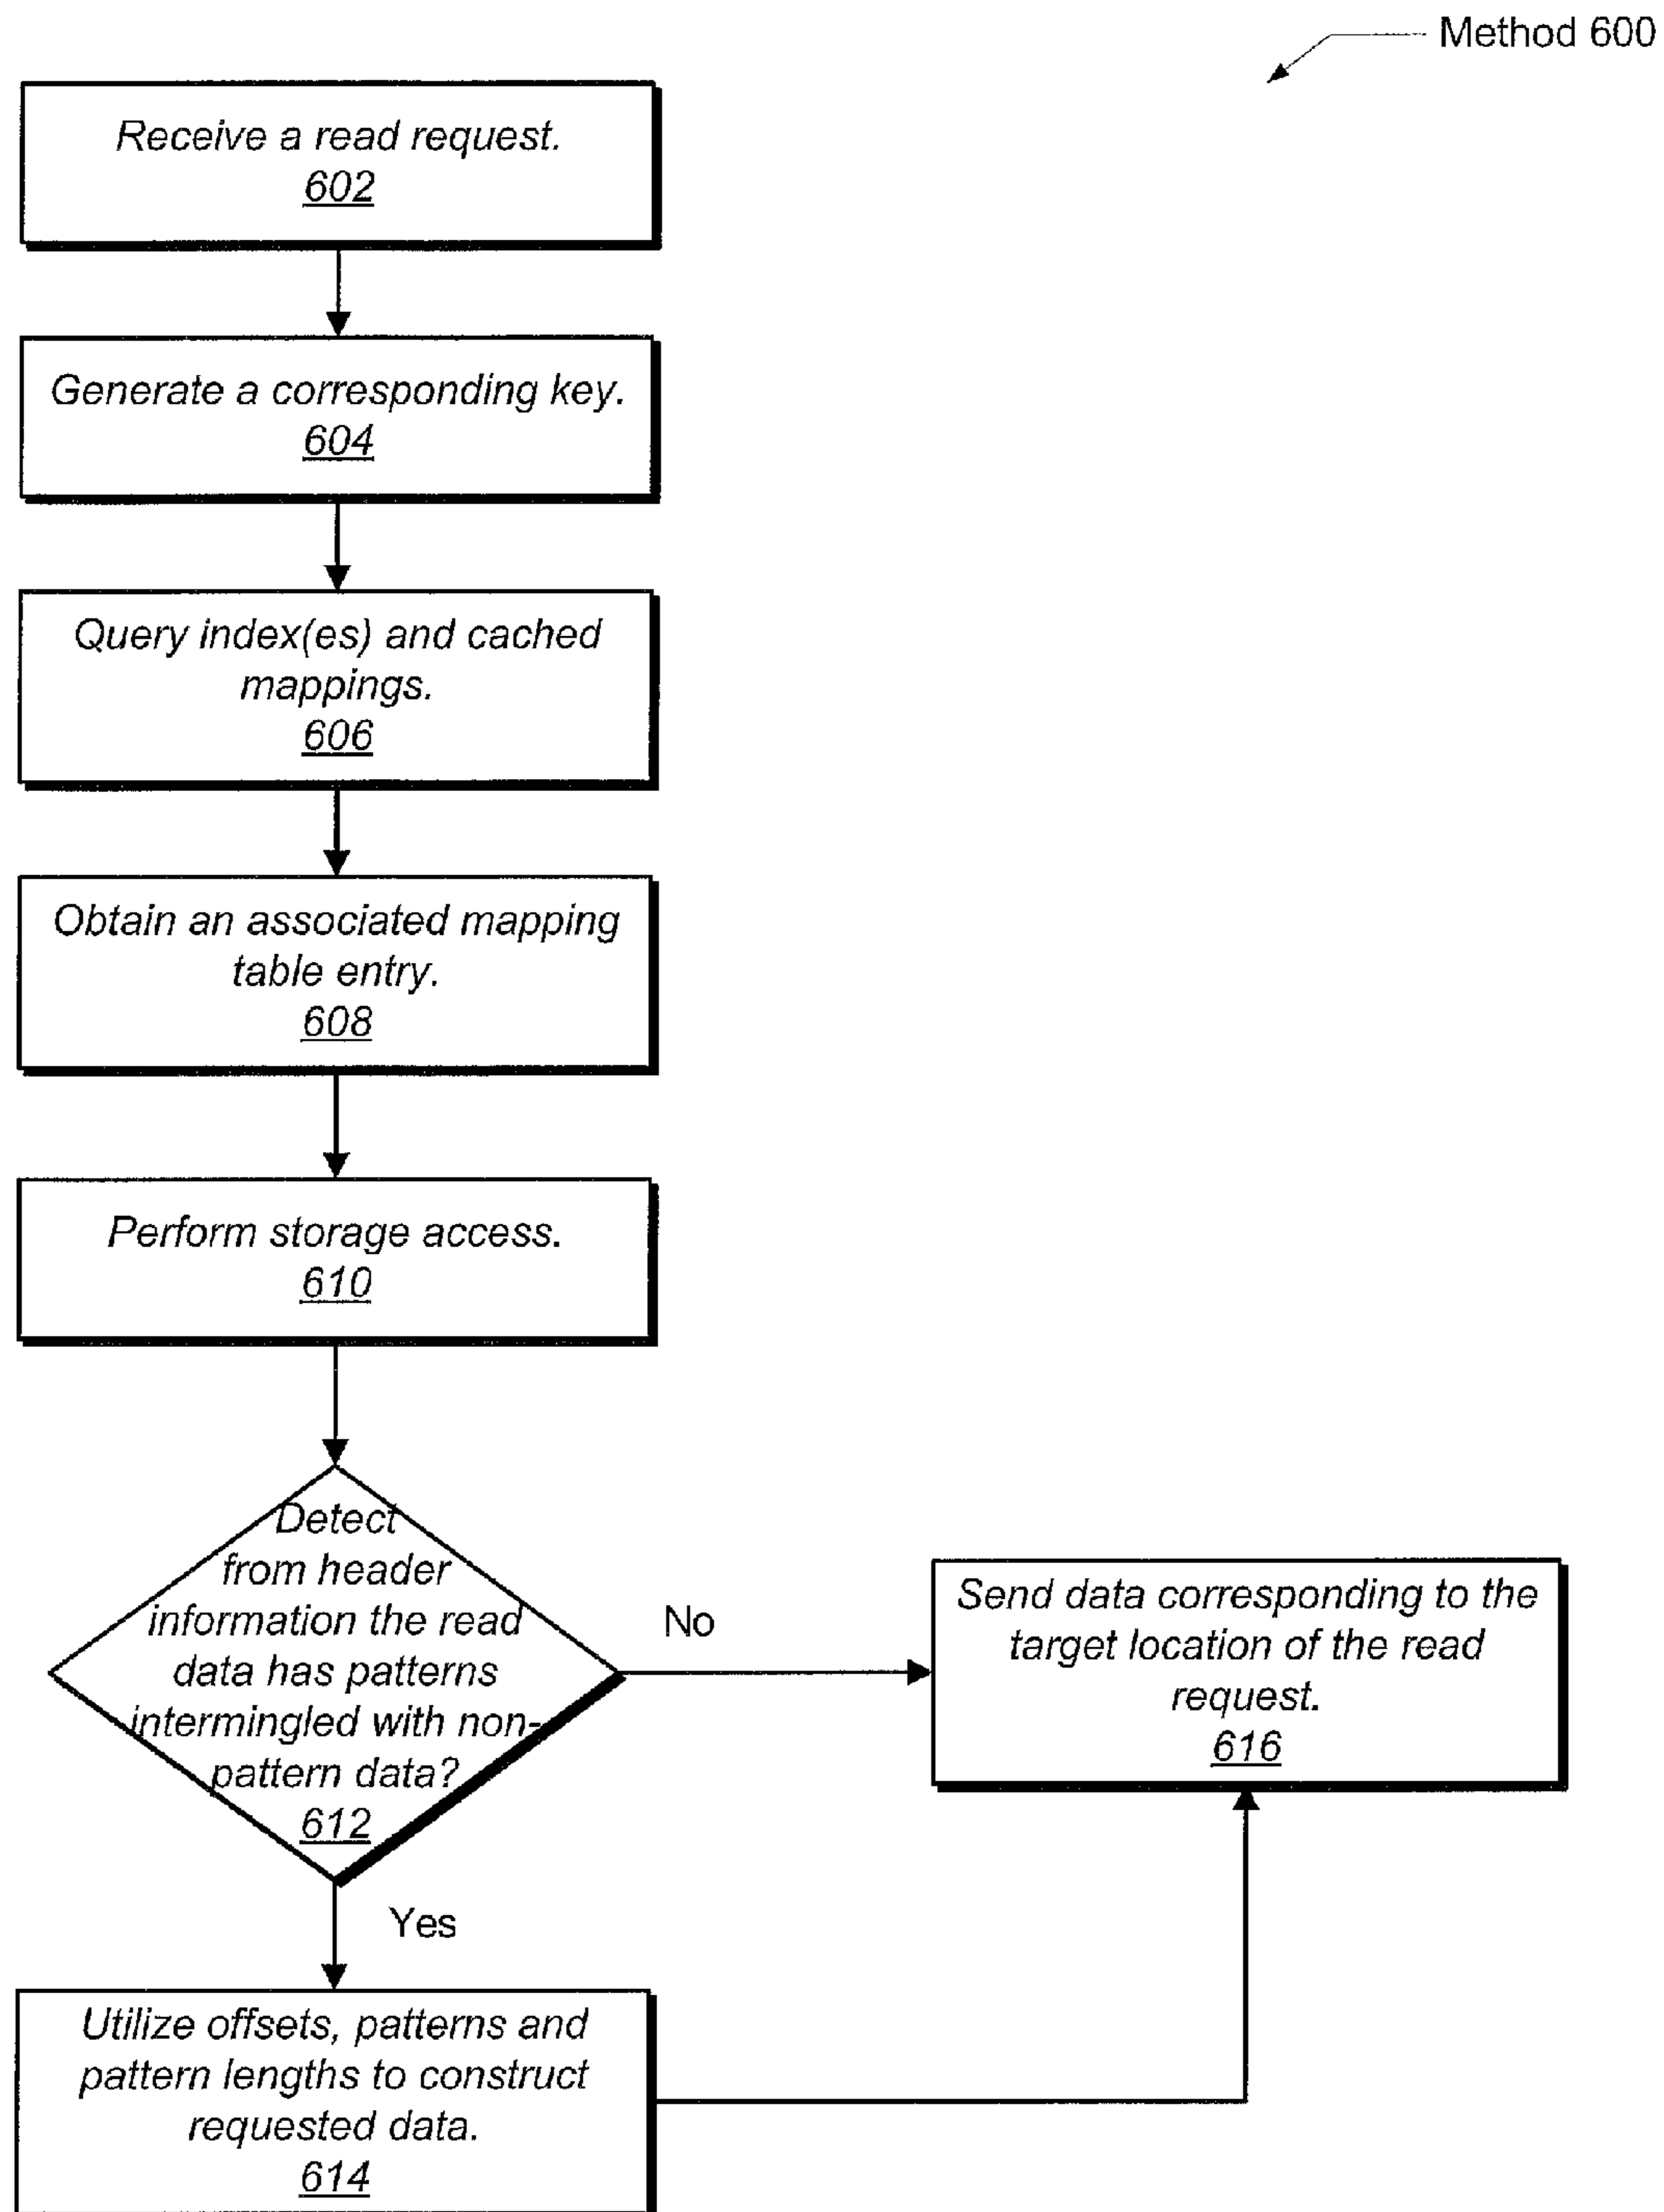 Method 600
Receive a read request.
602
Generate a corresponding key.
604
Query index(es) and cached
mappings.
606
Obtain an associated mapping
table entry.
608
Perform storage access.
610
Detect
from header
information the read
data has patterns
intermingled with non-
pattern data?
612
No
Send data corresponding to the
target location of the read
request.
616
Yes
Utilize offsets, patterns and
pattern lengths to construct
requested data.
614